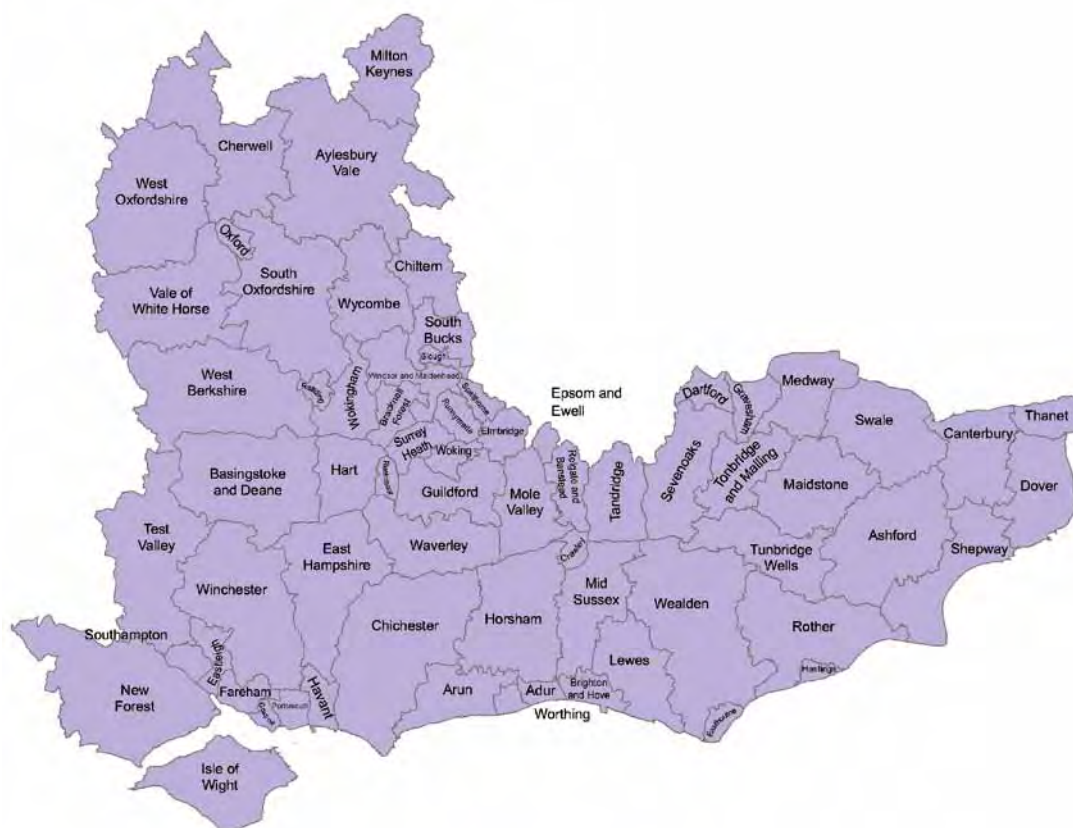 Milton
Keynes
Cherwell
Aylesbury
Vale
West
Oxfordshire
Oxford
South
Oxfordshire
Chiltern
Vale of
White Horse
Wycombe
South
Bucks
Slough
West
Berkshire
Wokingham
Windsor and Maidenhead
Bracknell
Forest
Runnymede
Spelthorne
Elmbridge
Epsom and
Ewell
Dartford
Gravesham
Medway
Swale
Thanet
Canterbury
Surrey
Heath
Woking
Basingstoke
and Deane
Hart
Guildford
Mole
Valley
Reigate and
Banstead
Tandridge
Sevenoaks
Tonbridge
and Malling
Maidstone
Dover
Test
Valley
East
Hampshire
Waverley
Crawley
Tunbridge
Wells
Ashford
Shepway
Winchester
Chichester
Horsham
Mid
Sussex
Wealden
Rother
Southampton
Eastleigh
Lewes
Hastings
New
Forest
Fareham
Gosport
Portsmouth
Havant
Arun
Adur
Brighton
and Hove
Worthing
Eastbourne
Isle of
Wight